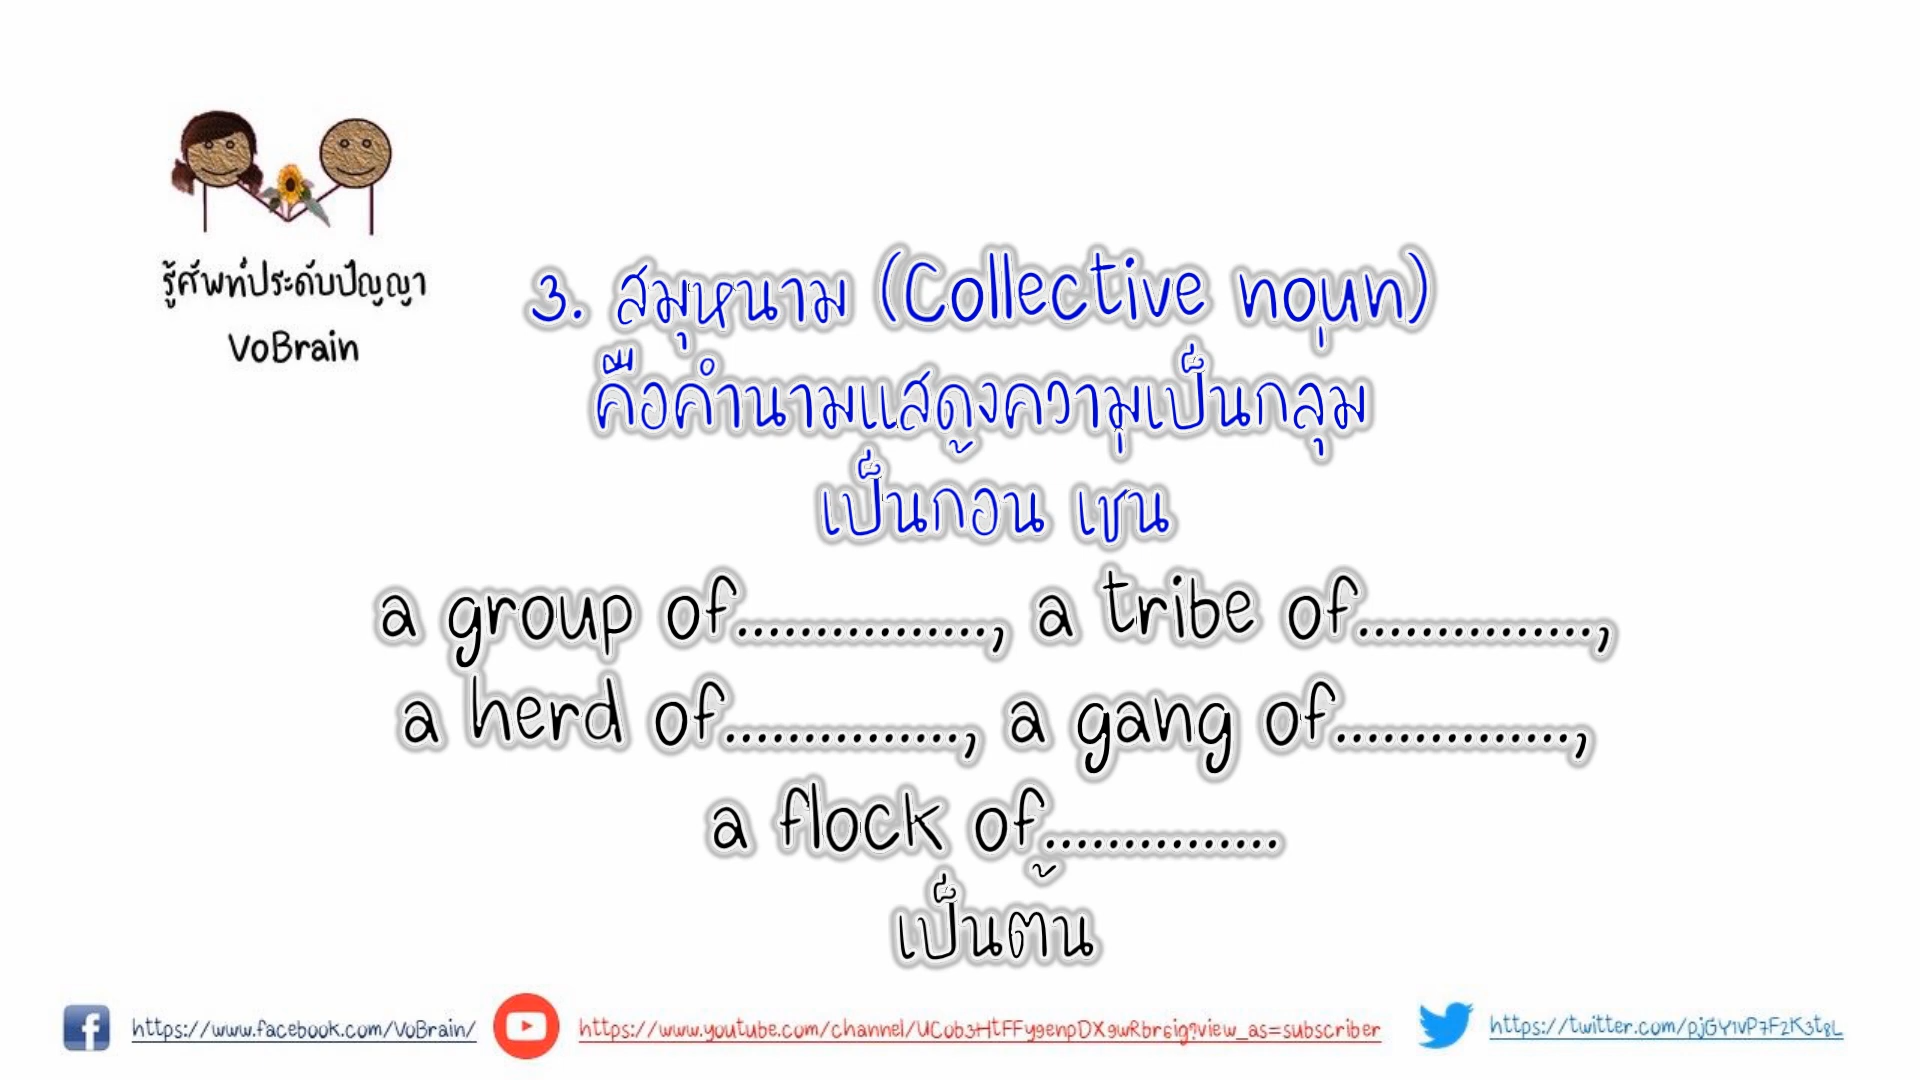 รู้ศัพท์ประดับปัญญา
VoBrain
3. สมุหนาม (Collective noun)
คือคำนามแสดงความเป็นกลุ่ม
เป็นก้อน เช่น
a group of................, a tribe of...............,
a herd of..............., a gang of...............,
a flock of...............
เป็นต้น
https://www.facebook.com/VoBrain/ https://www.youtube.com/channel/UCob3HtFFy9enpDX9wRbr6ig?view_as=subscriber https://twitter.com/pjGY1vP7F2K3t8L